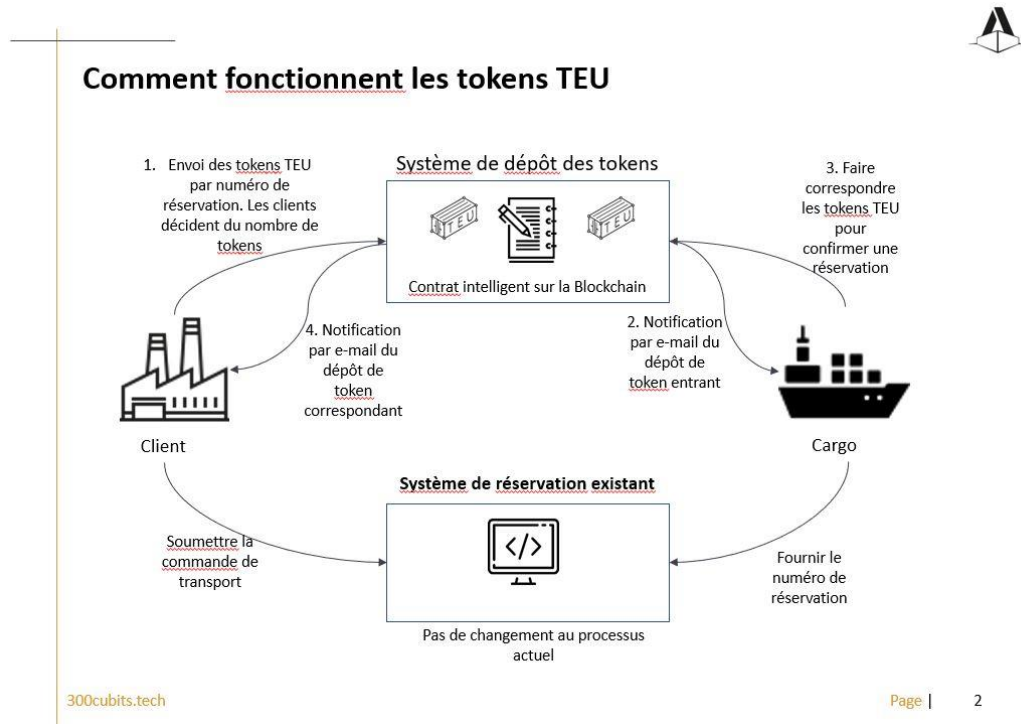 Comment fonctionnent les tokens TEU
1. Envoi des tokens TEU
par numéro de
réservation. Les clients
décident du nombre de
tokens
Système de dépôt des tokens
TEU
TEU
Contrat intelligent sur la Blockchain
3. Faire
correspondre
les tokens TEU
pour
confirmer une
réservation
4. Notification
par e-mail du
dépôt de
token
correspondant
2. Notification
par e-mail du
dépôt de
token entrant
Client
Cargo
Système de réservation existant
</>
Soumettre la
commande de
transport
Fournir le
numéro de
réservation
Pas de changement au processus
actuel
300cubits.tech
Page | 2